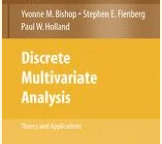 Yvonne M. Bishop • Stephen E. Fienberg
Paul W. Holland
Discrete
Multivariate
Analysis
Theory and Applications